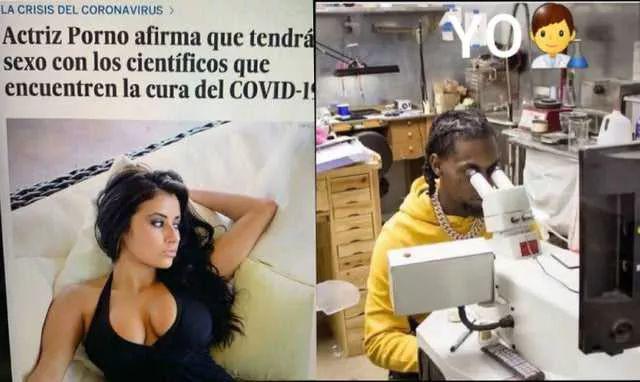 LA CRISIS DEL CORONAVIRUS >
Actriz Porno afirma que tendrá
sexo con los científicos que
encuentren la cura del COVID-19
YO